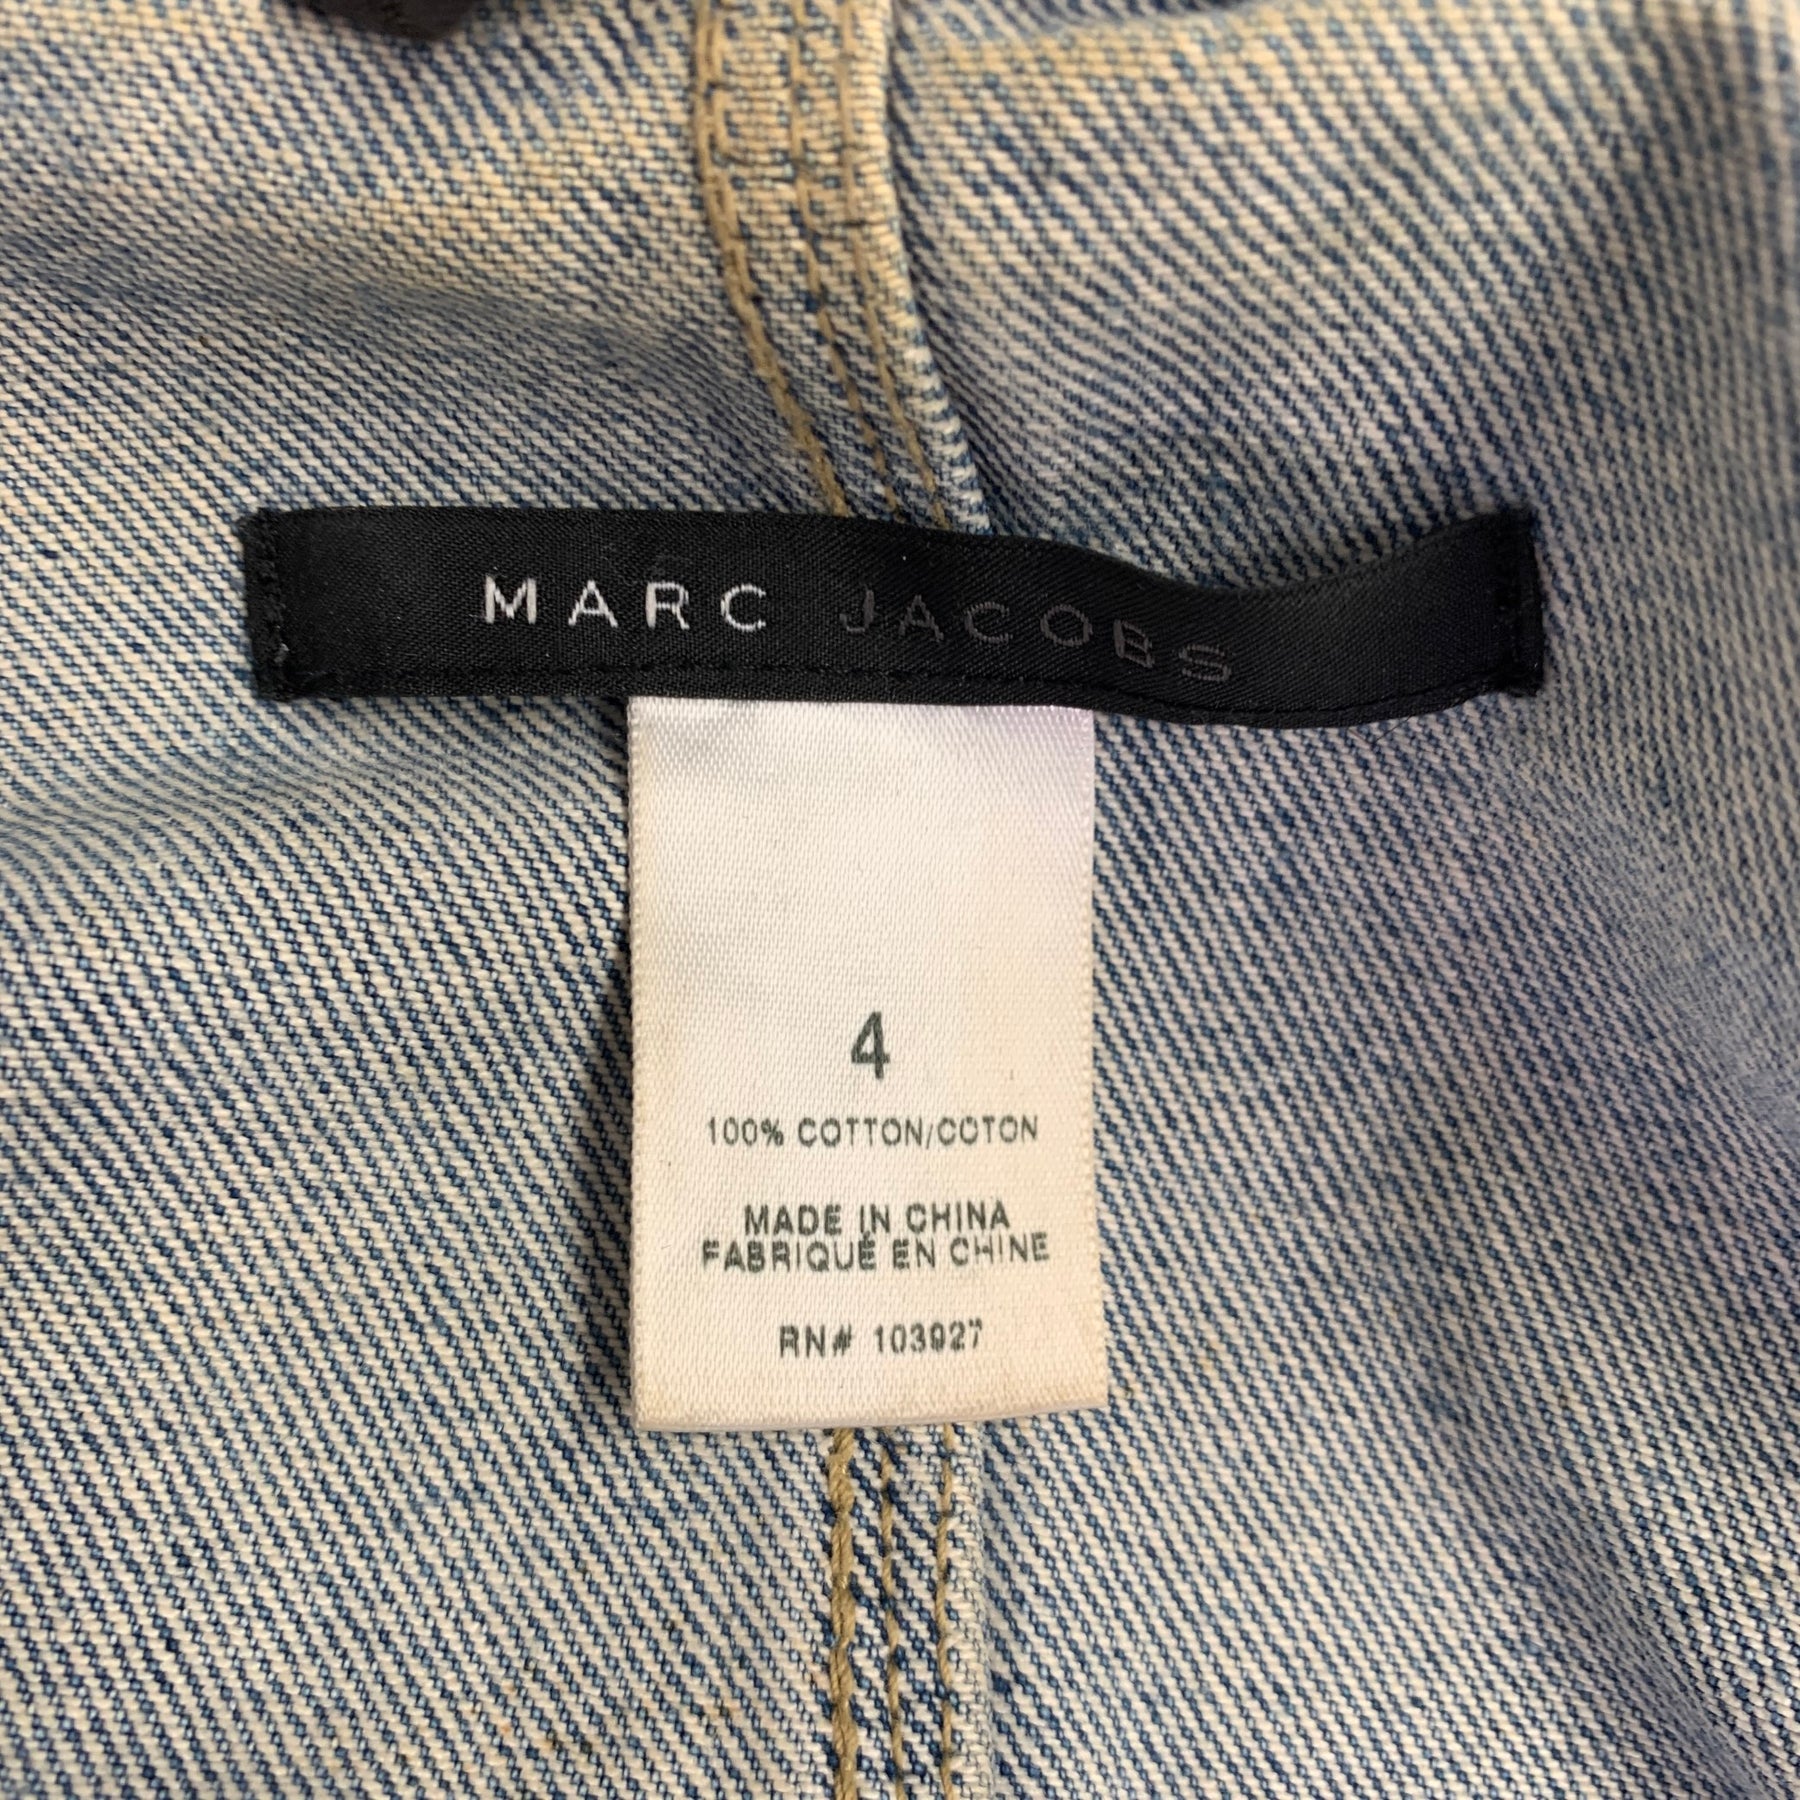 MARC JACOBS
4
100% COTTON/COTON
MADE IN CHINA
FABRIQUÉ EN CHINE
RN# 103927